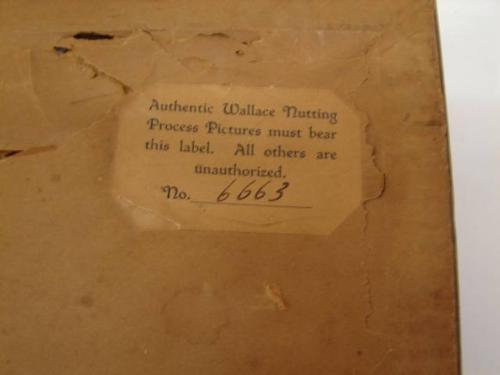 Authentic Wallace Nutting
Process Pictures must bear
this label. All others are
unauthorized.
No. 6663